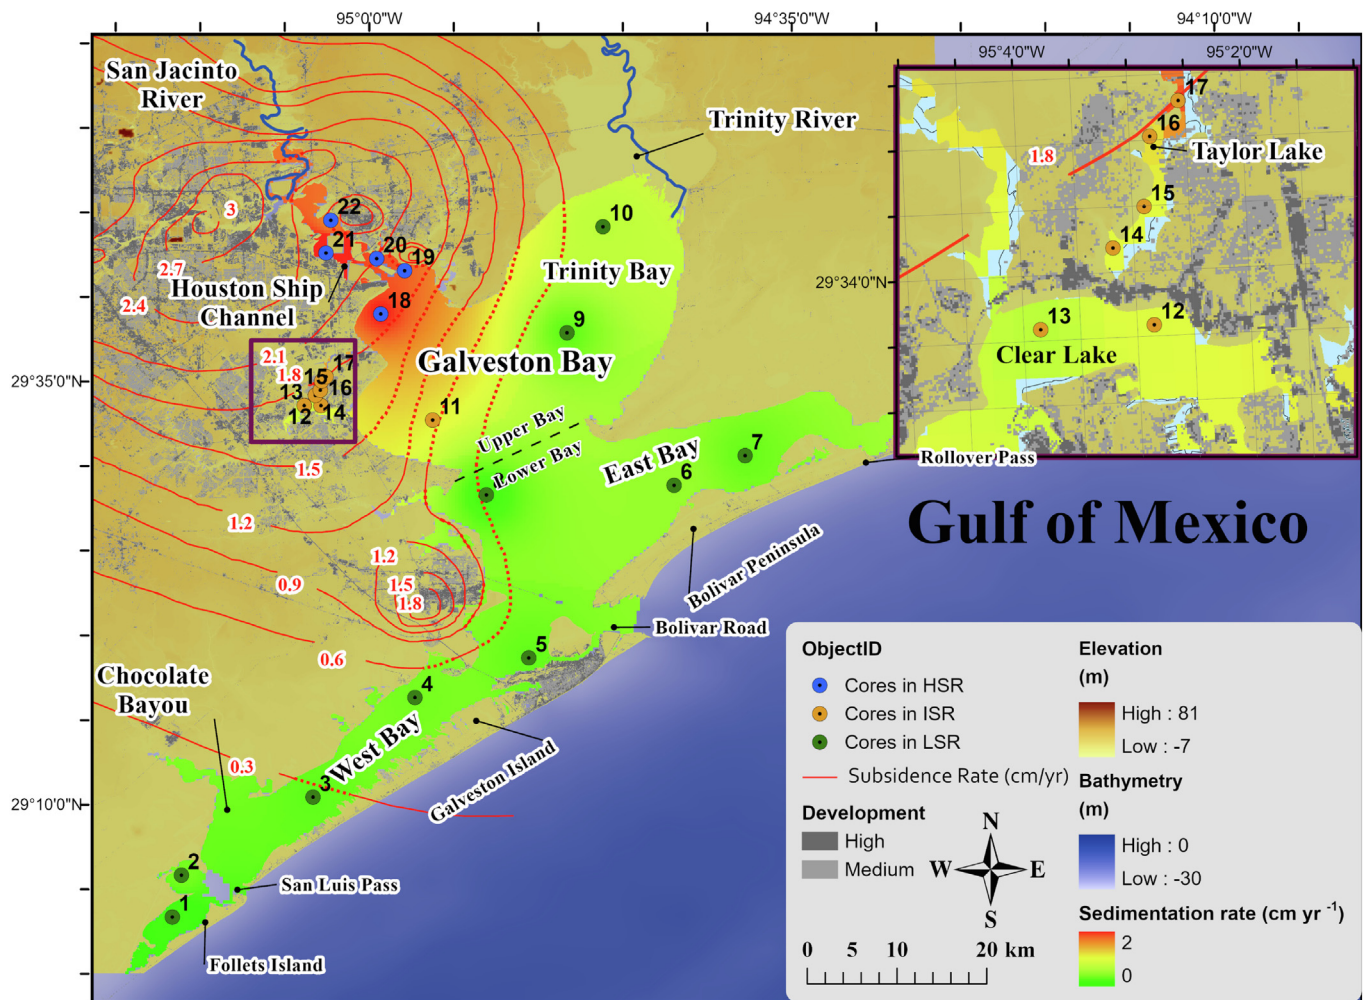 95°0'0"W
94°35'0"W
94°10'0"W
95°4'0"W
95°2'0"W
San Jacinto
River
Trinity River
17
16
1.8
Taylor Lake
15
14
29°34'0"N
12
13
Clear Lake
3
22
10
21
20
19
2.7
Trinity Bay
Houston Ship
Channel
2.4
18
9
2.1
1.8
17
15
16
13
12
14
Galveston Bay
29°35'0"N
11
Upper Bay
Lower Bay
East Bay
7
6
1.5
Rollover Pass
Gulf of Mexico
1.2
1.2
1.5
1.8
0.9
Bolivar Peninsula
Bolivar Road
0.6
5
4
Chocolate
Bayou
West Bay
0.3
3
Galveston Island
29°10'0"N
2
San Luis Pass
1
Follets Island
ObjectID
Cores in HSR
Cores in ISR
Cores in LSR
Subsidence Rate (cm/yr)
Development
High
Medium
N
W
E
S
0 5 10 20 km
Elevation
(m)
High : 81
Low : -7
Bathymetry
(m)
High : 0
Low : -30
Sedimentation rate (cm yr -1)
2
0